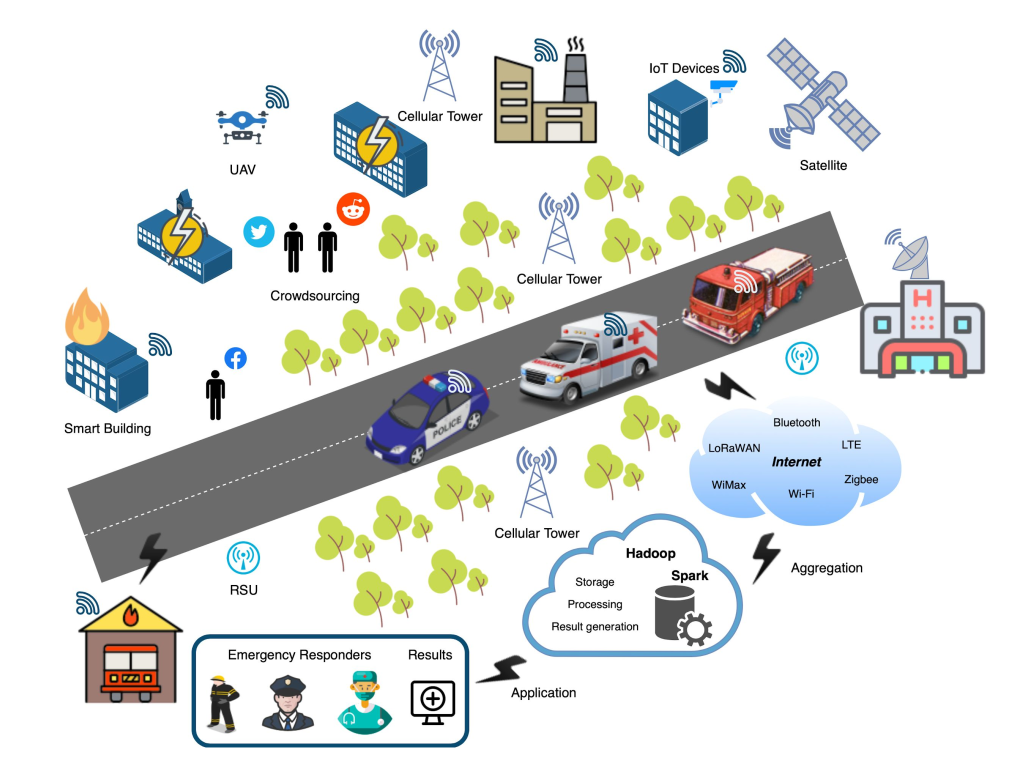 IoT Devices
Cellular Tower
UAV
Satellite
Cellular Tower
Crowdsourcing
H
AMBULANCE
POLICE
Smart Building
Bluetooth
LoRaWAN
LTE
Internet
WiMax
Zigbee
Wi-Fi
Cellular Tower
Hadoop
Spark
Aggregation
Storage
Processing
Result generation
RSU
Emergency Responders
Results
Application